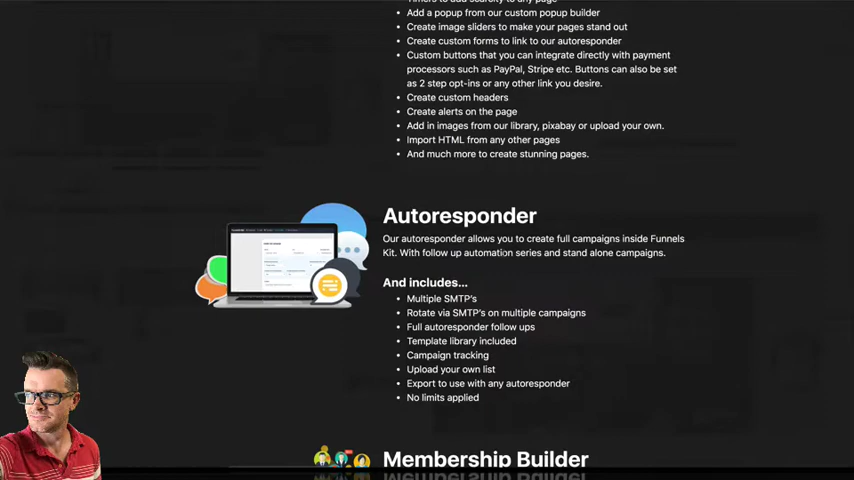 Timers to add scarcity to any page
Add a popup from our custom popup builder
Create image sliders to make your pages stand out
Create custom forms to link to our autoresponder
Custom buttons that you can integrate directly with payment
processors such as PayPal, Stripe etc. Buttons can also be set
as 2 step opt-ins or any other link you desire.
Create custom headers
Create alerts on the page
Add in images from our library, pixabay or upload your own.
Import HTML from any other pages
And much more to create stunning pages.
Autoresponder
Our autoresponder allows you to create full campaigns inside Funnels
Kit. With follow up automation series and stand alone campaigns.
And includes...
Multiple SMTP's
Rotate via SMTP's on multiple campaigns
Full autoresponder follow ups
Template library included
Campaign tracking
Upload your own list
Export to use with any autoresponder
No limits applied
Membership Builder